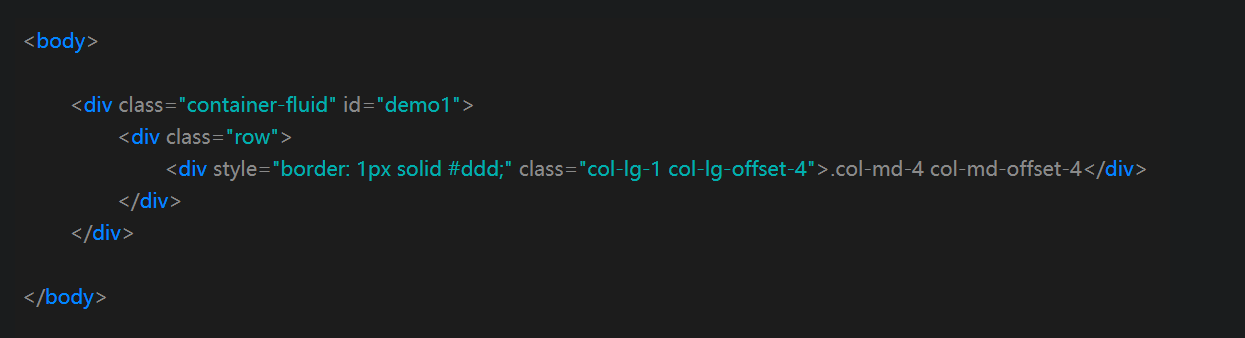 <body>
<div class="container-fluid" id="demo1">
<div class="row">
<div style="border: 1px solid #ddd;" class="col-lg-1 col-lg-offset-4">.col-md-4 col-md-offset-4</div>
</div>
</div>
</body>